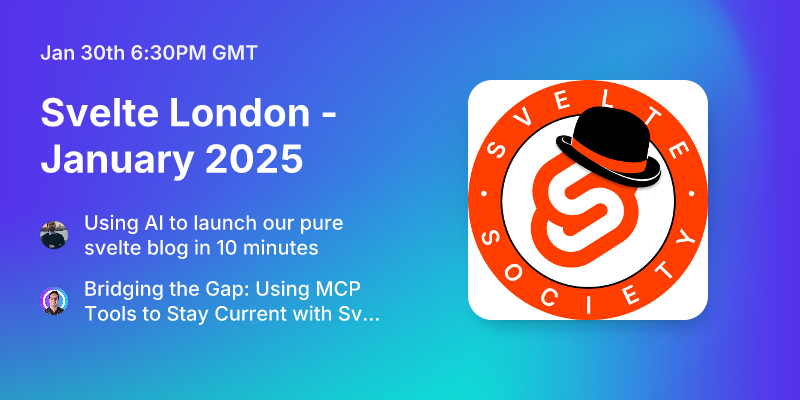 Jan 30th 6:30PM GMT
Svelte London -
January 2025
Using AI to launch our pure
svelte blog in 10 minutes
Bridging the Gap: Using MCP
Tools to Stay Current with Sv...
SVELTE
SOCIETY